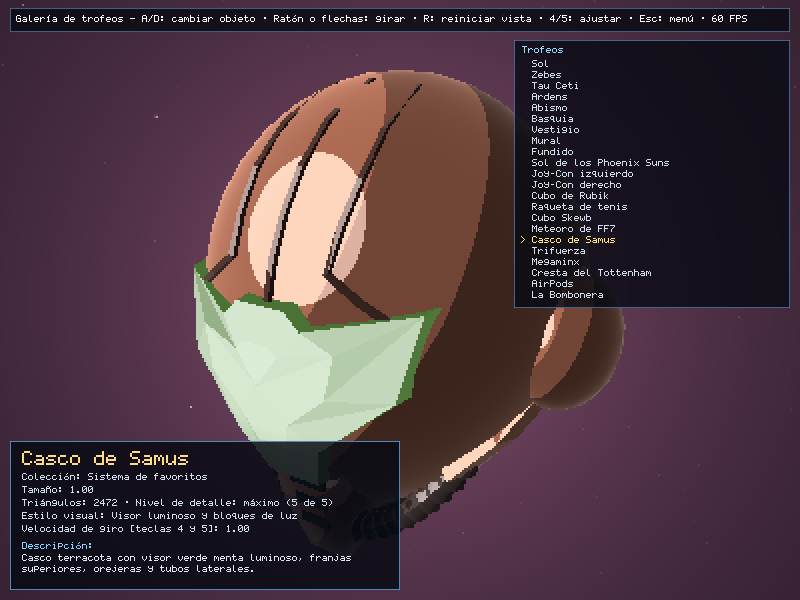 Galería de trofeos - A/D: cambiar objeto · Ratón o flechas: girar · R: reiniciar vista · 4/5: ajustar · Esc: menú · 60 FPS
Trofeos
Sol
Zebes
Tau Ceti
Ardens
Abismo
Basquia
Vestigio
Mural
Fundido
Sol de los Phoenix Suns
Joy-Con izquierdo
Joy-Con derecho
Cubo de Rubik
Raqueta de tenis
Cubo Skewb
Meteoro de FF7
> Casco de Samus
Trifuerza
Megaminx
Cresta del Tottenham
AirPods
La Bombonera
Casco de Samus
Colección: Sistema de favoritos
Tamaño: 1.00
Triángulos: 2472 · Nivel de detalle: máximo (5 de 5)
Estilo visual: Visor luminoso y bloques de luz
Velocidad de giro [teclas 4 y 5]: 1.00
Descripción:
Casco terracota con visor verde menta luminoso, franjas
superiores, orejeras y tubos laterales.